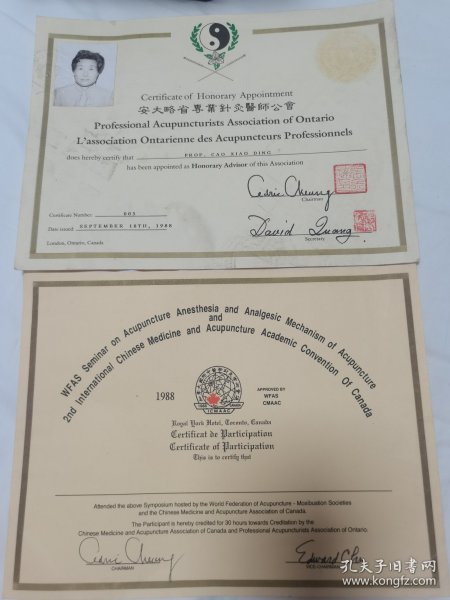 Certificate of Honorary Appointment
安大略省專業針灸醫師公會
Professional Acupuncturists Association of Ontario
L'association Ontarienne des Acupuncteurs Professionnels
does hereby certify that PROF. CAO XIAO DING
has been appointed as Honorary Advisor of this Association
Cedric Cheung
Chairman
Certificate Number: 003
David Quang
Date issued: SEPTEMBER 18TH, 1988
Secretary
London, Ontario, Canada
WFAS Seminar on Acupuncture Anesthesia and Analgesic Mechanism of Acupuncture
and
2nd International Chinese Medicine and Acupuncture Academic Convention Of Canada
1988
ICMAAC
APPROVED BY
WFAS
CMAAC
Royal York Hotel, Toronto, Canada
Certificat de Participation
Certificate of Participation
This is to certify that
Attended the above Symposium hosted by the World Federation of Acupuncture - Moxibustion Societies
and the Chinese Medicine and Acupuncture Association of Canada.
The Participant is hereby credited for 30 hours towards Creditation by the
Chinese Medicine and Acupuncture Association of Canada and Professional Acupuncturists Association of Ontario.
Cedric Cheung
CHAIRMAN
Edward Chu
VICE-CHAIRMAN
孔夫子旧书网
www.kongfz.com